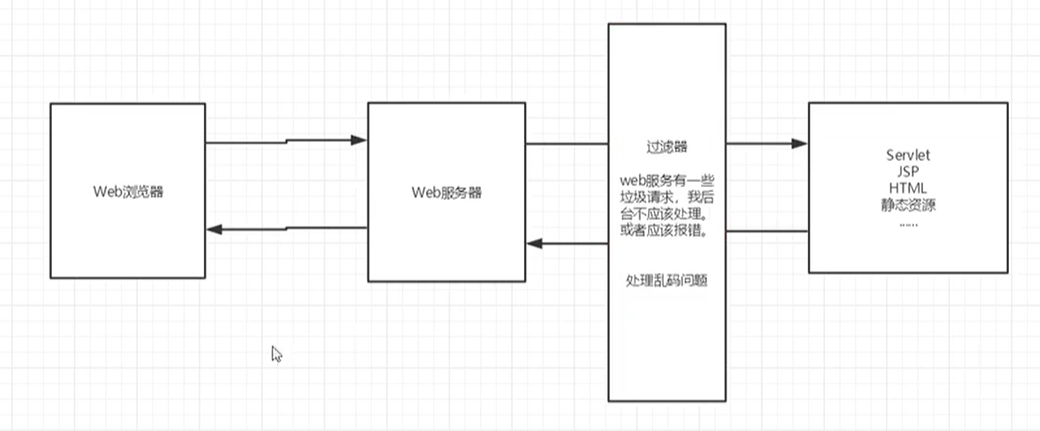 Web浏览器
Web服务器
过滤器
web服务有一些
垃圾请求，我后
台不应该处理。
或者应该报错。
处理乱码问题
Servlet
JSP
HTML
静态资源
......